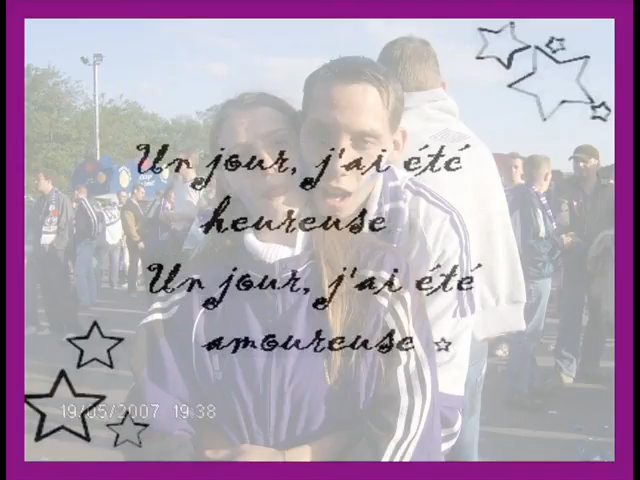 Un jour, j'ai été
heureuse
Un jour, j'ai été
amoureuse
19/05/2007 19:38